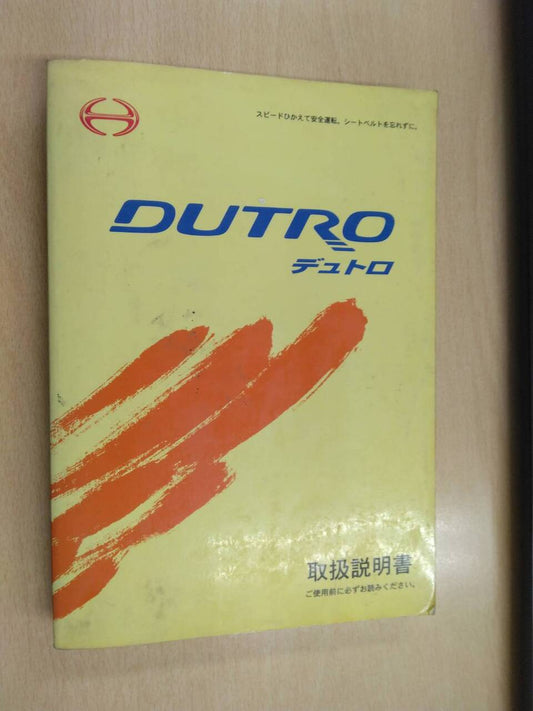 スピードひかえて安全運転。シートベルトを忘れずに。
DUTRO
デュトロ
取扱説明書
ご使用前に必ずお読みください。